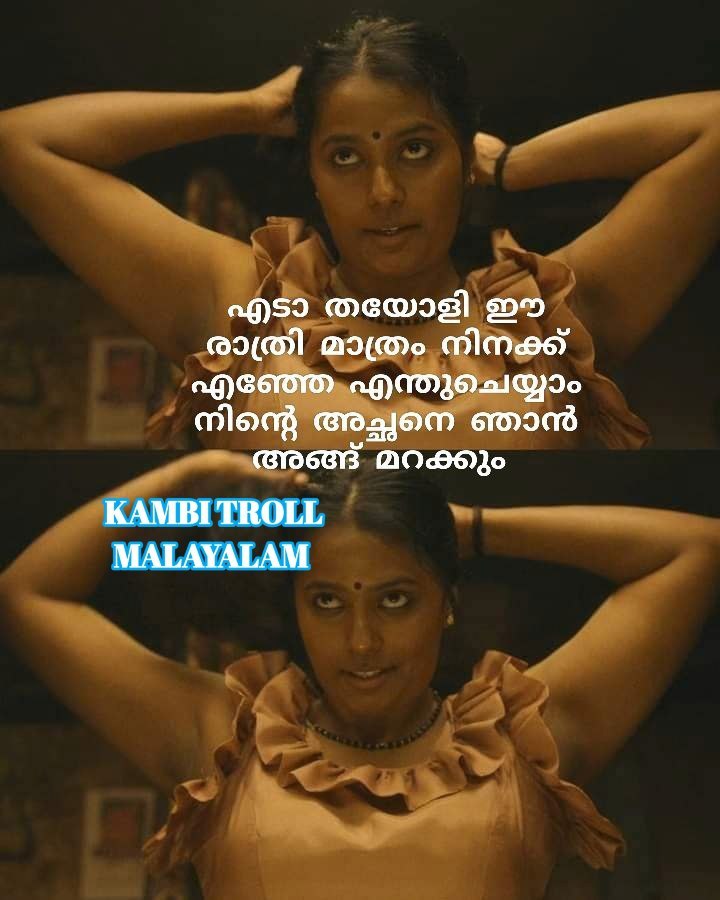 എടാ തയോളി ഈ
രാത്രി മാത്രം നിനക്ക്
എഞ്ഞേ എന്തുചെയ്യാം
നിന്റെ അച്ഛനെ ഞാൻ
അങ്ങ് മറക്കും
KAMBI TROLL
MALAYALAM